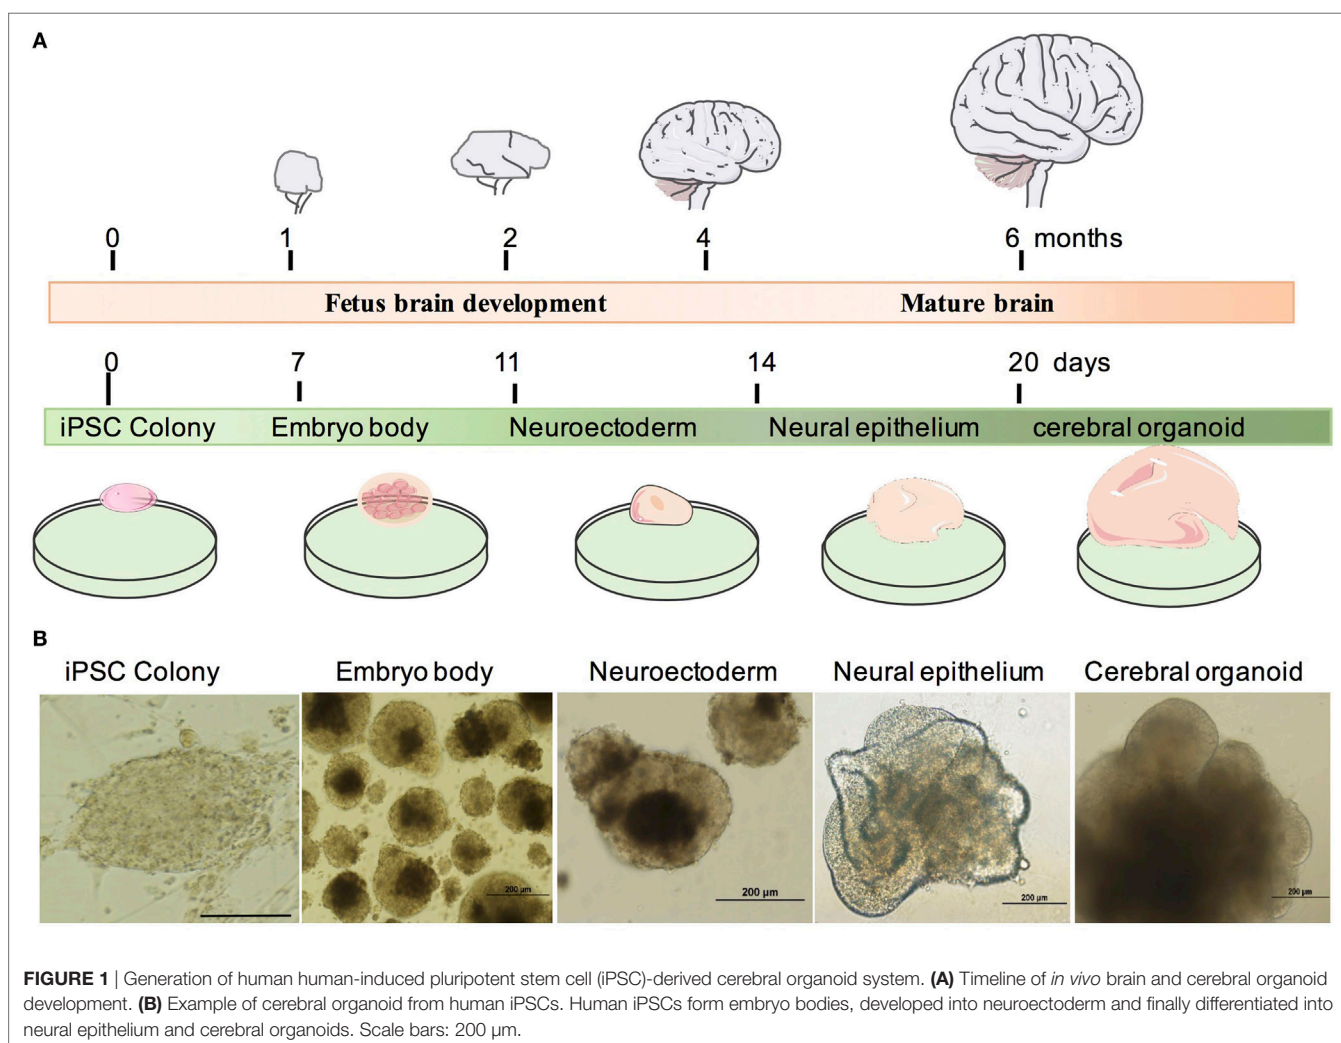 A
0 1 2 4 6 months
Fetus brain development Mature brain
0 7 11 14 20 days
iPSC Colony Embryo body Neuroectoderm Neural epithelium cerebral organoid
B
iPSC Colony Embryo body Neuroectoderm Neural epithelium Cerebral organoid
200 µm 200 µm 200 µm 200 µm
FIGURE 1 | Generation of human human-induced pluripotent stem cell (iPSC)-derived cerebral organoid system. (A) Timeline of in vivo brain and cerebral organoid
development. (B) Example of cerebral organoid from human iPSCs. Human iPSCs form embryo bodies, developed into neuroectoderm and finally differentiated into
neural epithelium and cerebral organoids. Scale bars: 200 µm.